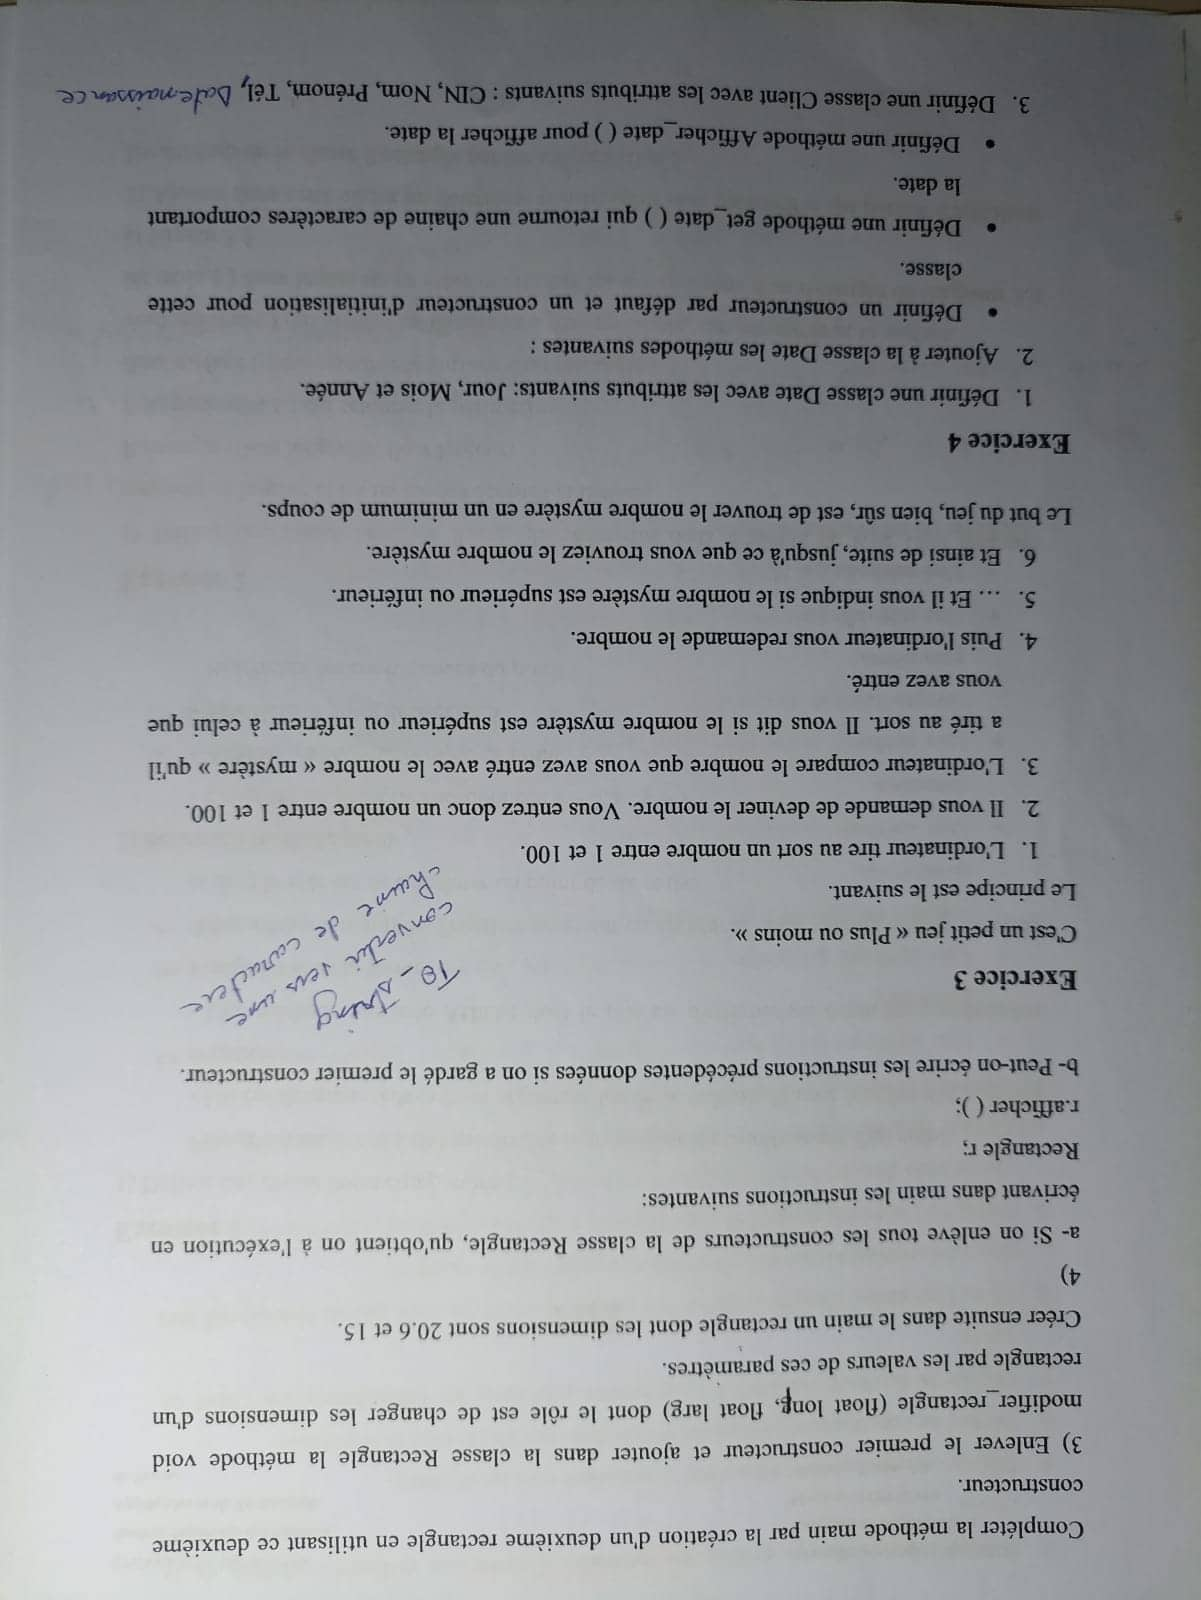 Compléter la méthode main par la création d'un deuxième rectangle en utilisant ce deuxième
constructeur.
3) Enlever le premier constructeur et ajouter dans la classe Rectangle la méthode void
modifier_rectangle (float long, float larg) dont le rôle est de changer les dimensions d'un
rectangle par les valeurs de ces paramètres.
Créer ensuite dans le main un rectangle dont les dimensions sont 20.6 et 15.
4)
a- Si on enlève tous les constructeurs de la classe Rectangle, qu'obtient on à l'exécution en
écrivant dans main les instructions suivantes:
Rectangle r;
r.afficher ( );
b- Peut-on écrire les instructions précédentes données si on a gardé le premier constructeur.
Exercice 3
To_string
convertir vers une
chaine de caractere
C'est un petit jeu « Plus ou moins ».
Le principe est le suivant.
1. L'ordinateur tire au sort un nombre entre 1 et 100.
2. Il vous demande de deviner le nombre. Vous entrez donc un nombre entre 1 et 100.
3. L'ordinateur compare le nombre que vous avez entré avec le nombre « mystère » qu'il
a tiré au sort. Il vous dit si le nombre mystère est supérieur ou inférieur à celui que
vous avez entré.
4. Puis l'ordinateur vous redemande le nombre.
5. … Et il vous indique si le nombre mystère est supérieur ou inférieur.
6. Et ainsi de suite, jusqu'à ce que vous trouviez le nombre mystère.
Le but du jeu, bien sûr, est de trouver le nombre mystère en un minimum de coups.
Exercice 4
1. Définir une classe Date avec les attributs suivants: Jour, Mois et Année.
2. Ajouter à la classe Date les méthodes suivantes :
• Définir un constructeur par défaut et un constructeur d'initialisation pour cette
classe.
• Définir une méthode get_date ( ) qui retourne une chaine de caractères comportant
la date.
• Définir une méthode Afficher_date ( ) pour afficher la date.
3. Définir une classe Client avec les attributs suivants : CIN, Nom, Prénom, Tél, Datenaissance